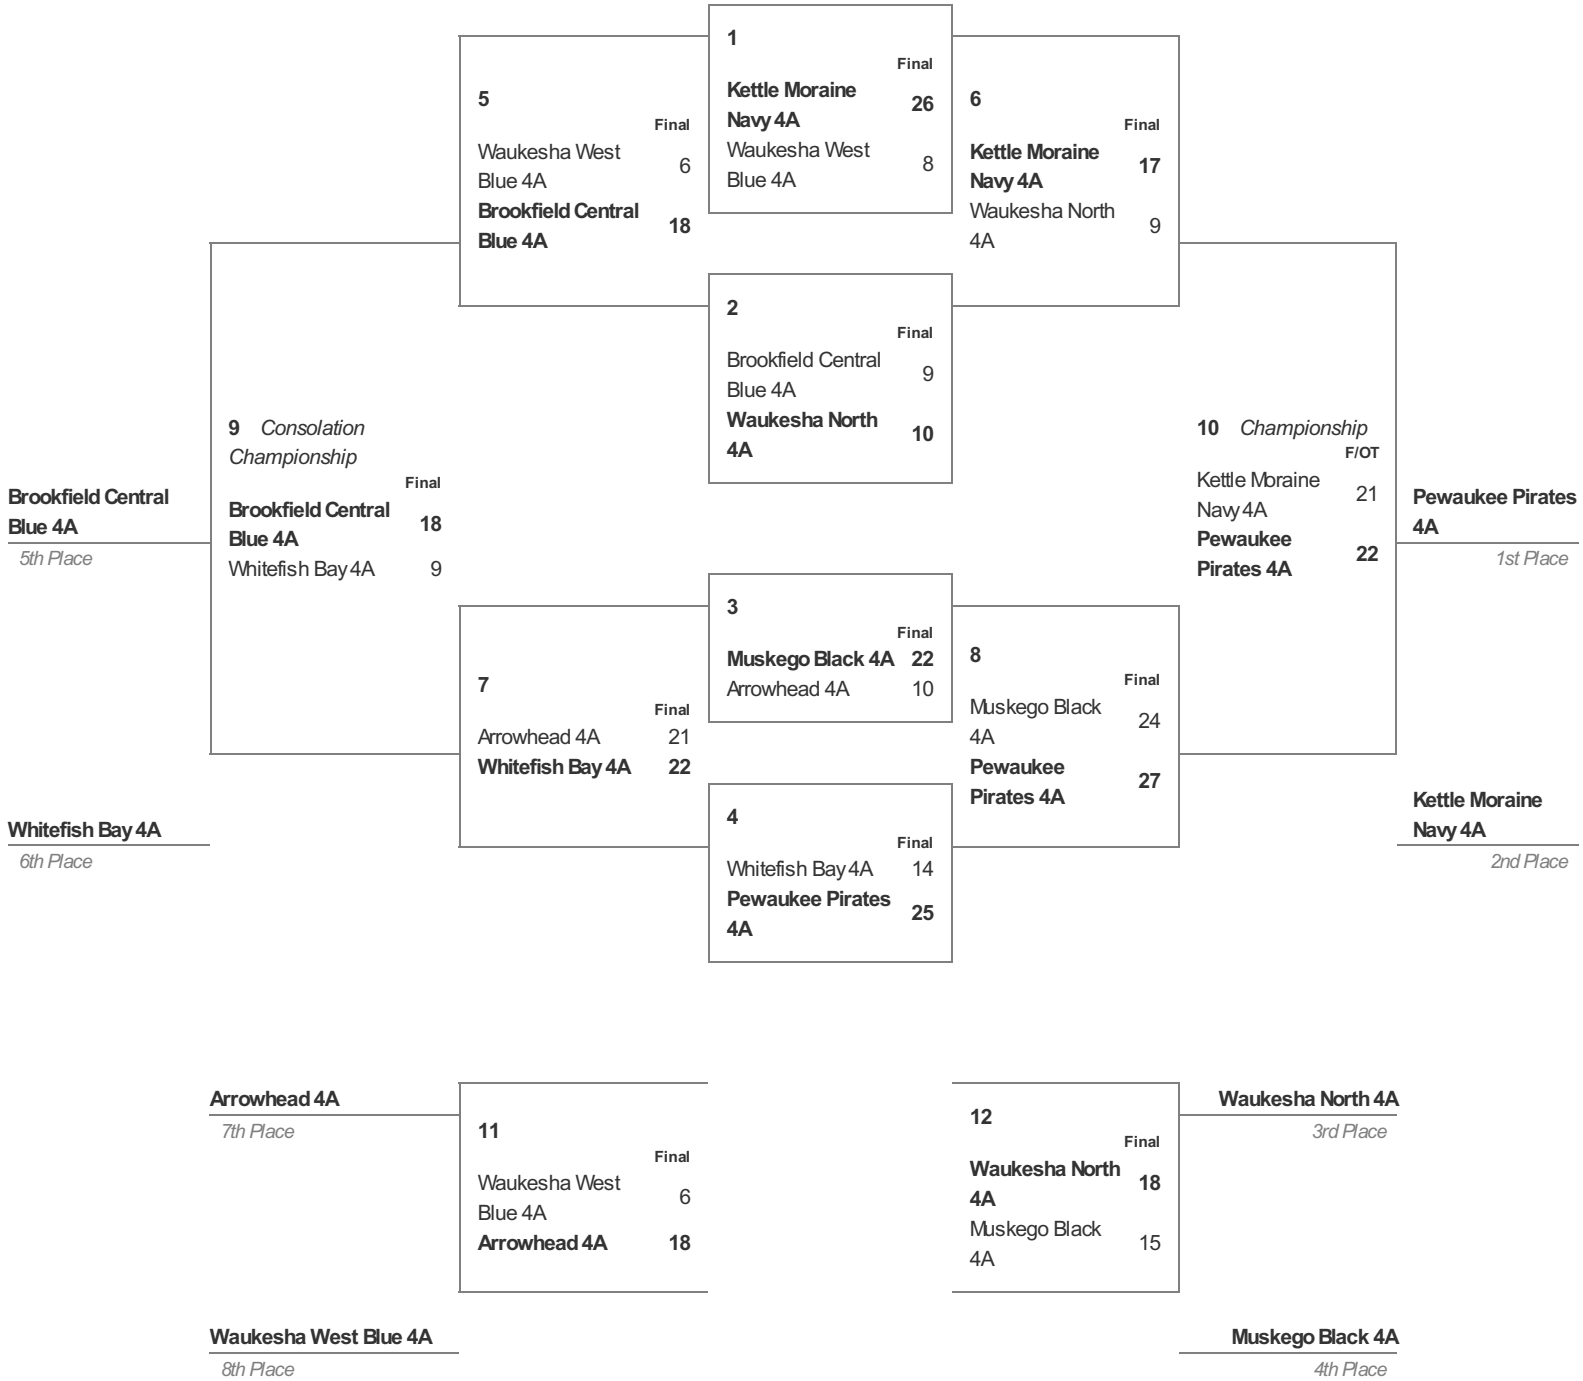 1
Final
Kettle Moraine
Navy 4A
26
Waukesha West
Blue 4A
8
5
Final
Waukesha West
Blue 4A
6
Brookfield Central
Blue 4A
18
6
Final
Kettle Moraine
Navy 4A
17
Waukesha North
4A
9
2
Final
Brookfield Central
Blue 4A
9
Waukesha North
4A
10
9 Consolation
Championship
Final
Brookfield Central
Blue 4A
18
Whitefish Bay 4A 9
Brookfield Central
Blue 4A
5th Place
10 Championship
F/OT
Kettle Moraine
Navy 4A
21
Pewaukee
Pirates 4A
22
Pewaukee Pirates
4A
1st Place
3
Final
Muskego Black 4A 22
Arrowhead 4A 10
7
Final
Arrowhead 4A 21
Whitefish Bay 4A 22
8
Final
Muskego Black
4A
24
Pewaukee
Pirates 4A
27
4
Final
Whitefish Bay 4A 14
Pewaukee Pirates
4A
25
Whitefish Bay 4A
6th Place
Kettle Moraine
Navy 4A
2nd Place
Arrowhead 4A
7th Place
11
Final
Waukesha West
Blue 4A
6
Arrowhead 4A 18
12
Final
Waukesha North
4A
18
Muskego Black
4A
15
Waukesha North 4A
3rd Place
Waukesha West Blue 4A
8th Place
Muskego Black 4A
4th Place